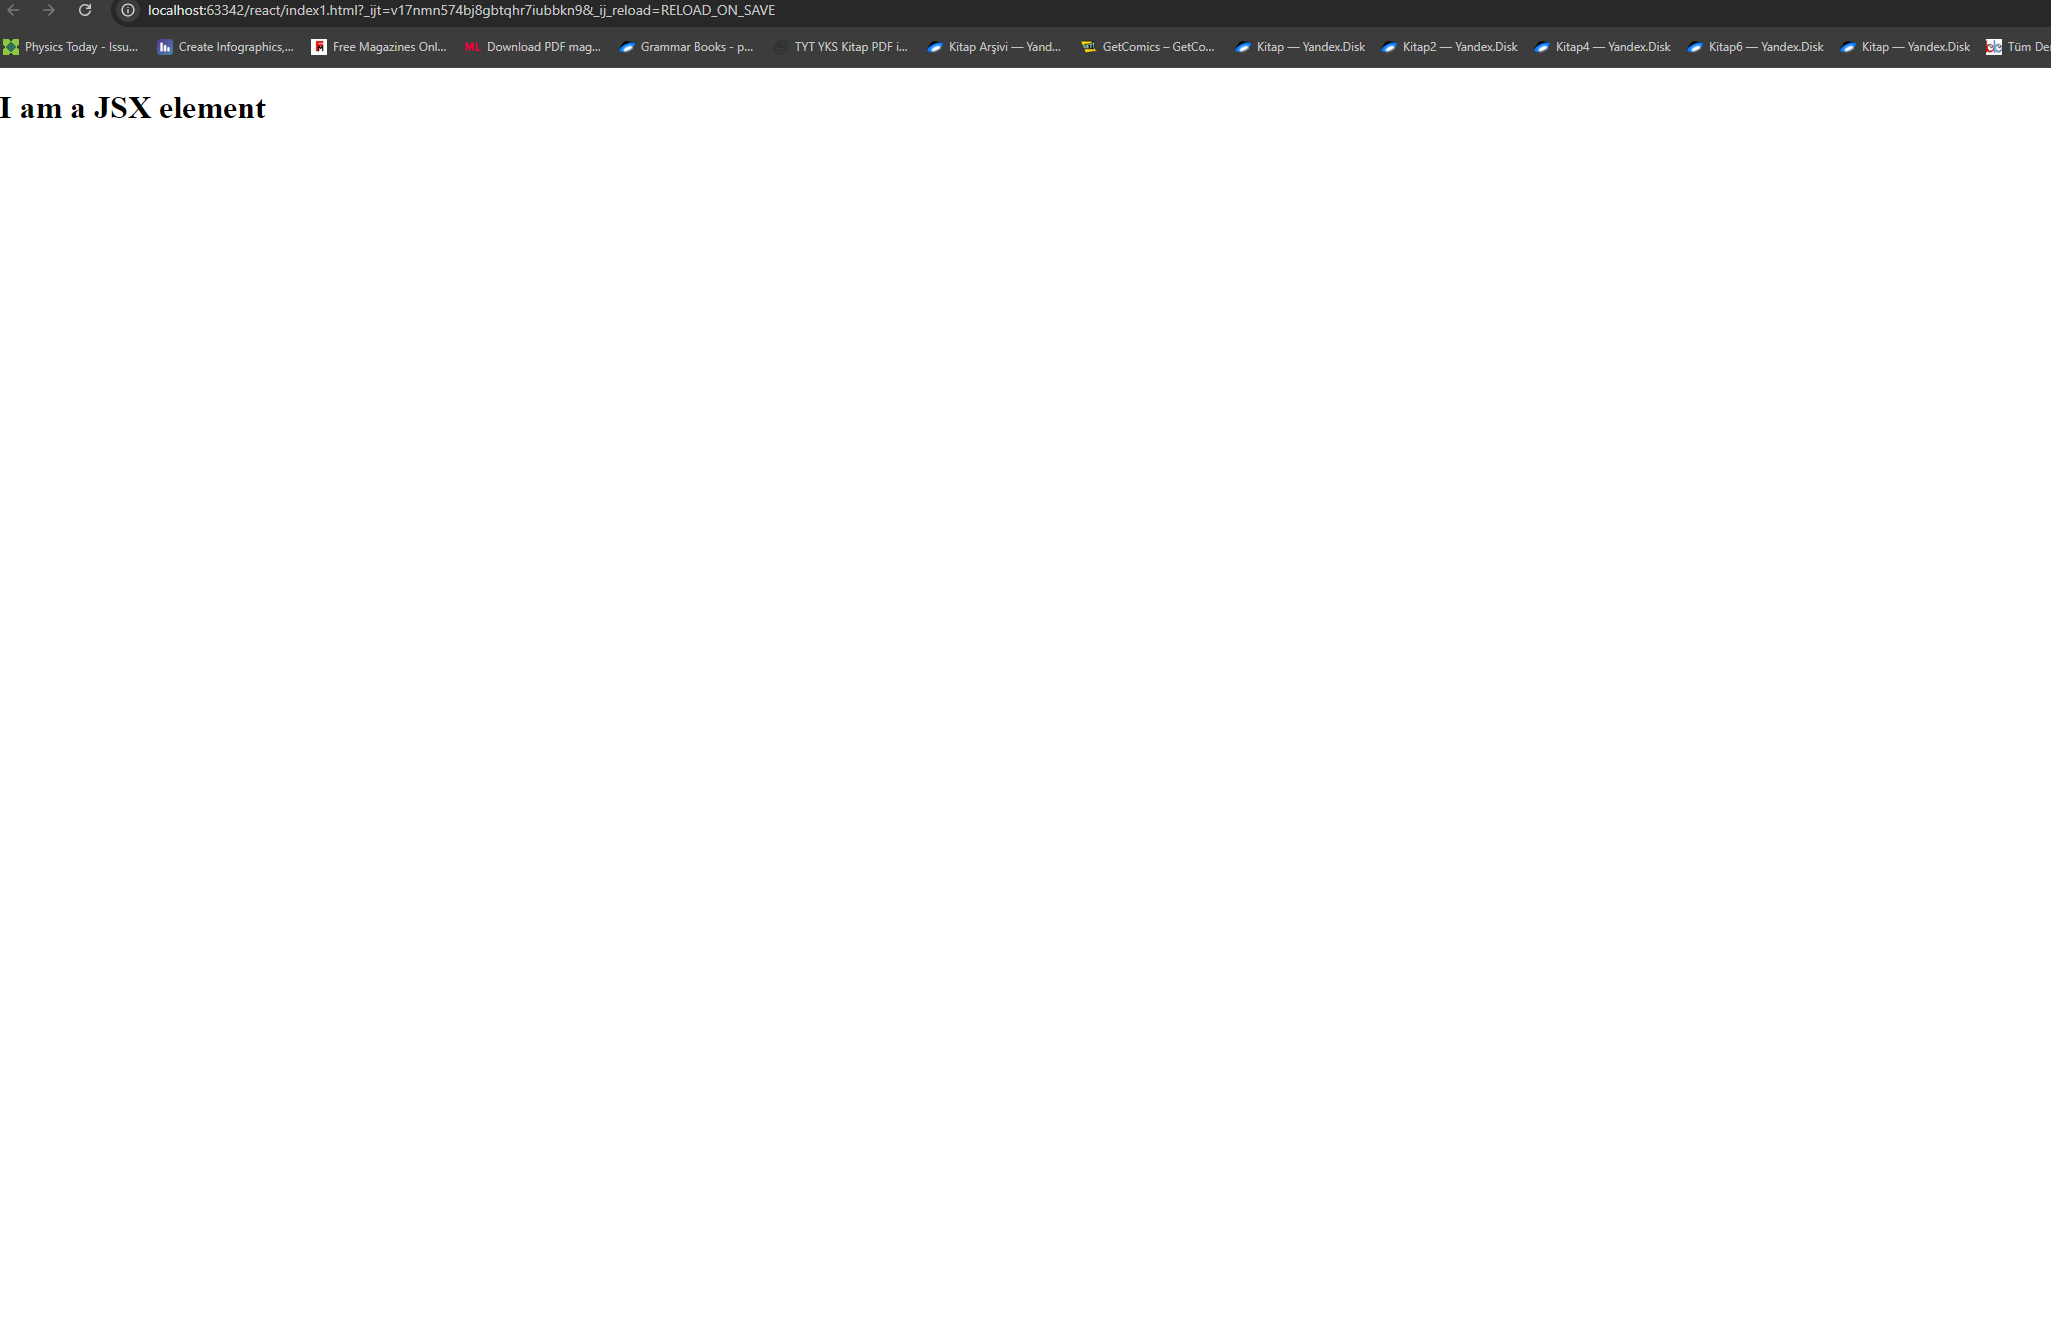 localhost:63342/react/index1.html?_ijt=v17nmn574bj8gbtqhr7iubbkn9&_ij_reload=RELOAD_ON_SAVE
Physics Today - Issu... Create Infographics,... Free Magazines Onl... ML Download PDF mag... Grammar Books - p... TYT YKS Kitap PDF i... Kitap Arşivi — Yand... GetComics – GetCo... Kitap — Yandex.Disk Kitap2 — Yandex.Disk Kitap4 — Yandex.Disk Kitap6 — Yandex.Disk Kitap — Yandex.Disk Tüm De
I am a JSX element